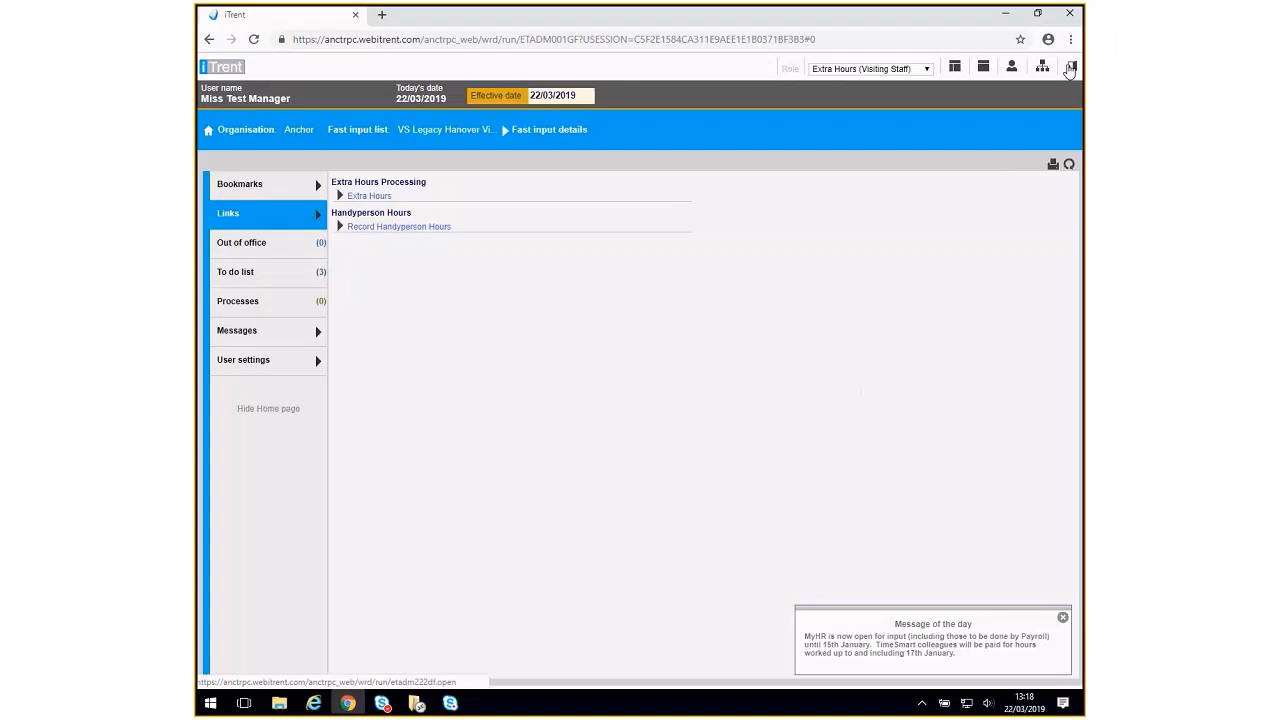 iTrent
https://anctrpc.webitrent.com/anctrpc_web/wrd/run/ETADM001GF?USESSION=C5F2E1584CA311E9AEE1E1B0371BF3B3#0
iTrent
Role
Extra Hours (Visiting Staff)
User name
Miss Test Manager
Today's date
22/03/2019
Effective date
22/03/2019
Organisation: Anchor
Fast input list: VS Legacy Hanover Vi...
Fast input details
Bookmarks
Links
Out of office (0)
To do list (3)
Processes (0)
Messages
User settings
Hide Home page
Extra Hours Processing
Extra Hours
Handyperson Hours
Record Handyperson Hours
Message of the day
MyHR is now open for input (including those to be done by Payroll)
until 15th January. TimeSmart colleagues will be paid for hours
worked up to and including 17th January.
https://anctrpc.webitrent.com/anctrpc_web/wrd/run/etadm222df.open
13:18
22/03/2019